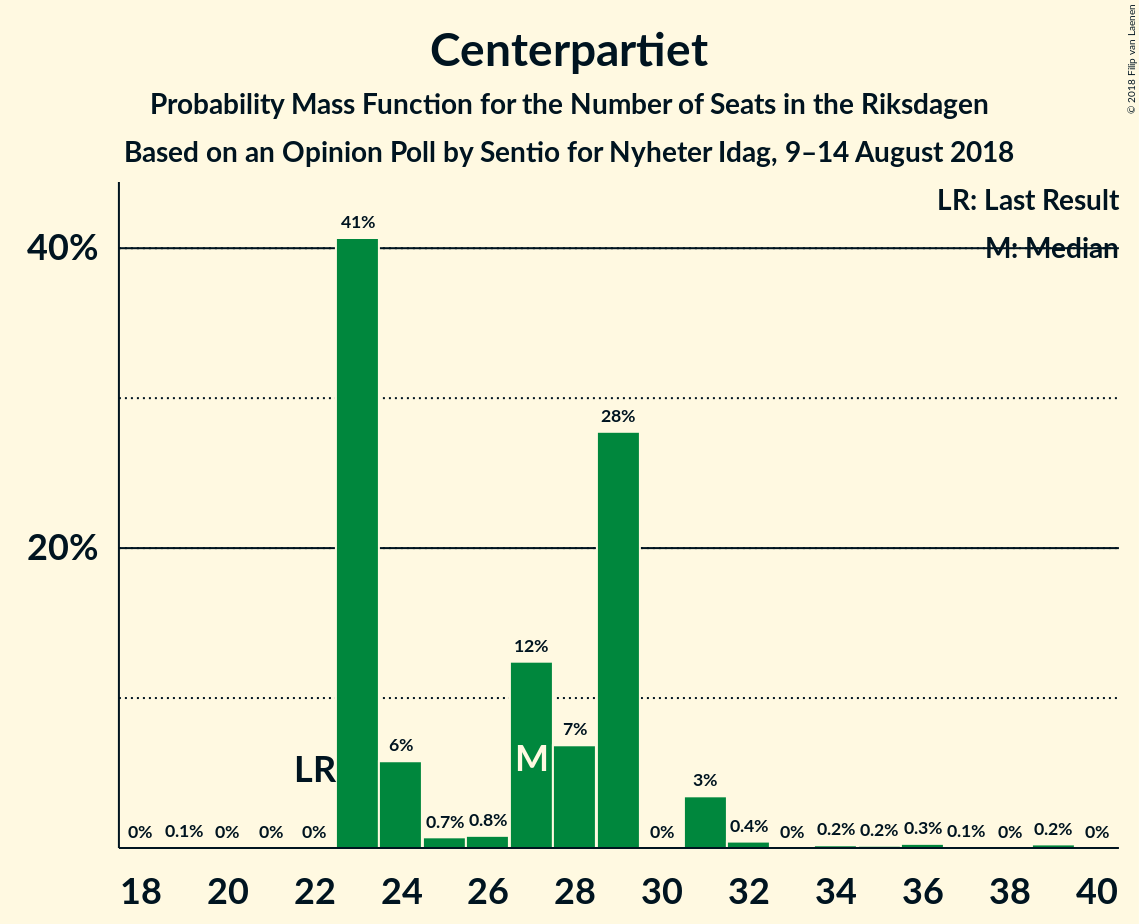 Centerpartiet
Probability Mass Function for the Number of Seats in the Riksdagen
Based on an Opinion Poll by Sentio for Nyheter Idag, 9–14 August 2018
© 2018 Filip van Laenen
LR: Last Result
M: Median
40%
20%
0%
0.1%
0%
0%
0%
41%
6%
0.7%
0.8%
12%
7%
28%
0%
3%
0.4%
0%
0.2%
0.2%
0.3%
0.1%
0%
0.2%
0%
LR
M
18 20 22 24 26 28 30 32 34 36 38 40